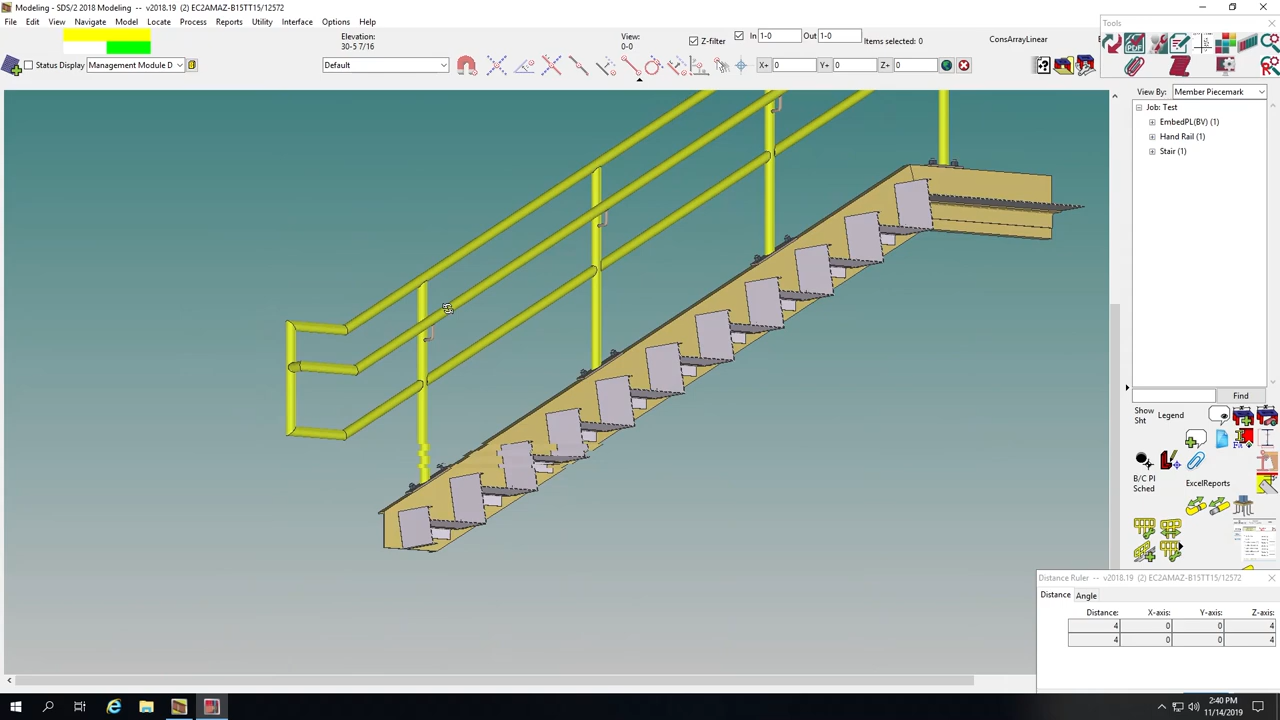 Modeling -- SDS/2 2018 Modeling -- v2018.19 (2) EC2AMAZ-B15TT15/12572
File Edit View Navigate Model Locate Process Reports Utility Interface Options Help
Tools
Elevation:
30-5 7/16
View:
0-0
Z-filter
In 1-0 Out 1-0
Items selected: 0
ConsArrayLinear
Status Display Management Module D
Default
X+ 0 Y+ 0 Z+ 0
View By: Member Piecemark
Job: Test
EmbedPL(BV) (1)
Hand Rail (1)
Stair (1)
Find
Show
Sht
Legend
B/C Pl
Sched
ExcelReports
Distance Ruler -- v2018.19 (2) EC2AMAZ-B15TT15/12572
Distance Angle
Distance: X-axis: Y-axis: Z-axis:
4 0 0 4
4 0 0 4
2:40 PM
11/14/2019